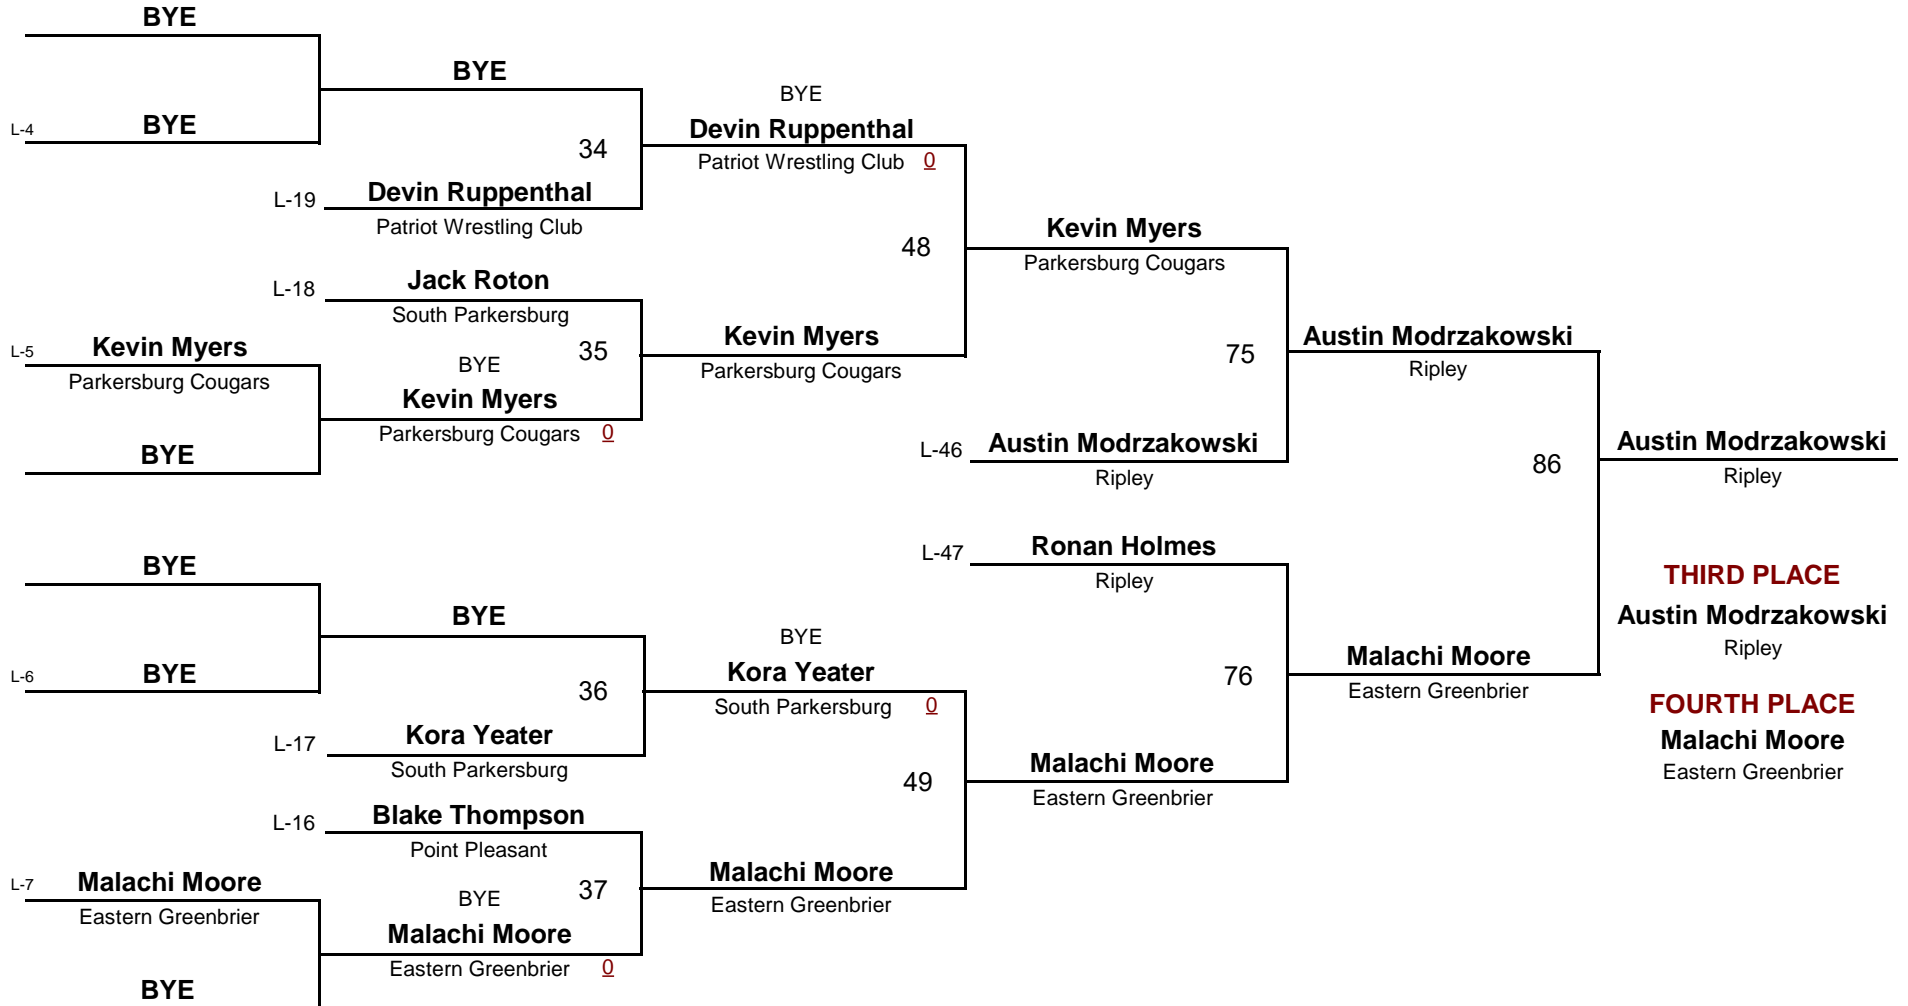 BYE
BYE
BYE
L-4 BYE
Devin Ruppenthal
34
Patriot Wrestling Club 0
L-19 Devin Ruppenthal
Patriot Wrestling Club
Kevin Myers
48
Parkersburg Cougars
L-18 Jack Roton
South Parkersburg
Kevin Myers
Austin Modrzakowski
L-5 Kevin Myers
35
75
BYE
Parkersburg Cougars
Ripley
Parkersburg Cougars
Kevin Myers
Parkersburg Cougars 0
Austin Modrzakowski
L-46 Austin Modrzakowski
BYE
86
Ripley
Ripley
L-47 Ronan Holmes
BYE
THIRD PLACE
Ripley
BYE
Austin Modrzakowski
BYE
Ripley
Malachi Moore
Kora Yeater
L-6 BYE
76
36
Eastern Greenbrier
South Parkersburg 0
FOURTH PLACE
L-17 Kora Yeater
Malachi Moore
Malachi Moore
South Parkersburg
Eastern Greenbrier
49
Eastern Greenbrier
L-16 Blake Thompson
Point Pleasant
Malachi Moore
L-7 Malachi Moore
37
BYE
Eastern Greenbrier
Eastern Greenbrier
Malachi Moore
Eastern Greenbrier 0
BYE